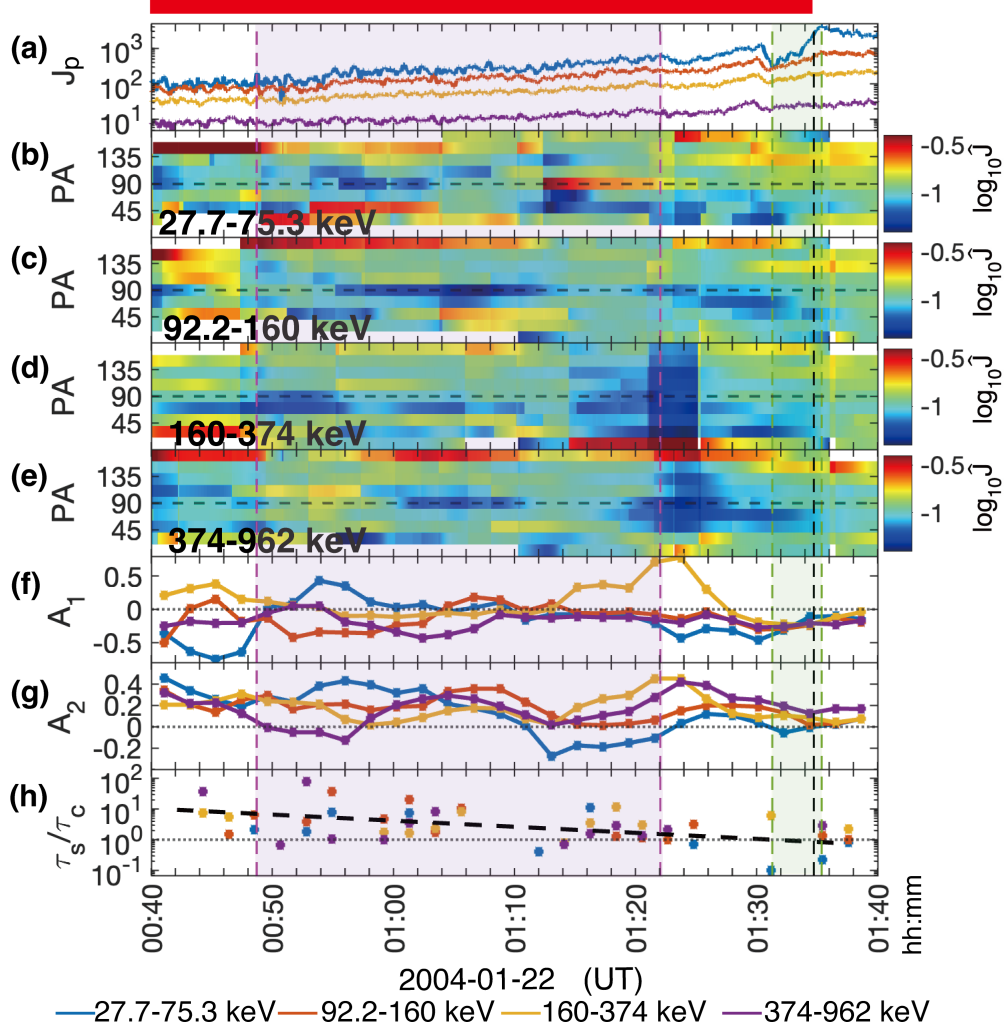 (a)
J_p
10^3
10^2
10^1
(b)
PA
135
90
45
27.7-75.3 keV
-0.5
-1
log_10 Ĵ
(c)
PA
135
90
45
92.2-160 keV
-0.5
-1
log_10 Ĵ
(d)
PA
135
90
45
160-374 keV
-0.5
-1
log_10 Ĵ
(e)
PA
135
90
45
374-962 keV
-0.5
-1
log_10 Ĵ
(f)
A_1
0.5
0
-0.5
(g)
A_2
0.4
0.2
0
-0.2
(h)
τ_s/τ_c
10^2
10^1
10^0
10^-1
00:40
00:50
01:00
01:10
01:20
01:30
01:40
hh:mm
2004-01-22 (UT)
27.7-75.3 keV 92.2-160 keV 160-374 keV 374-962 keV